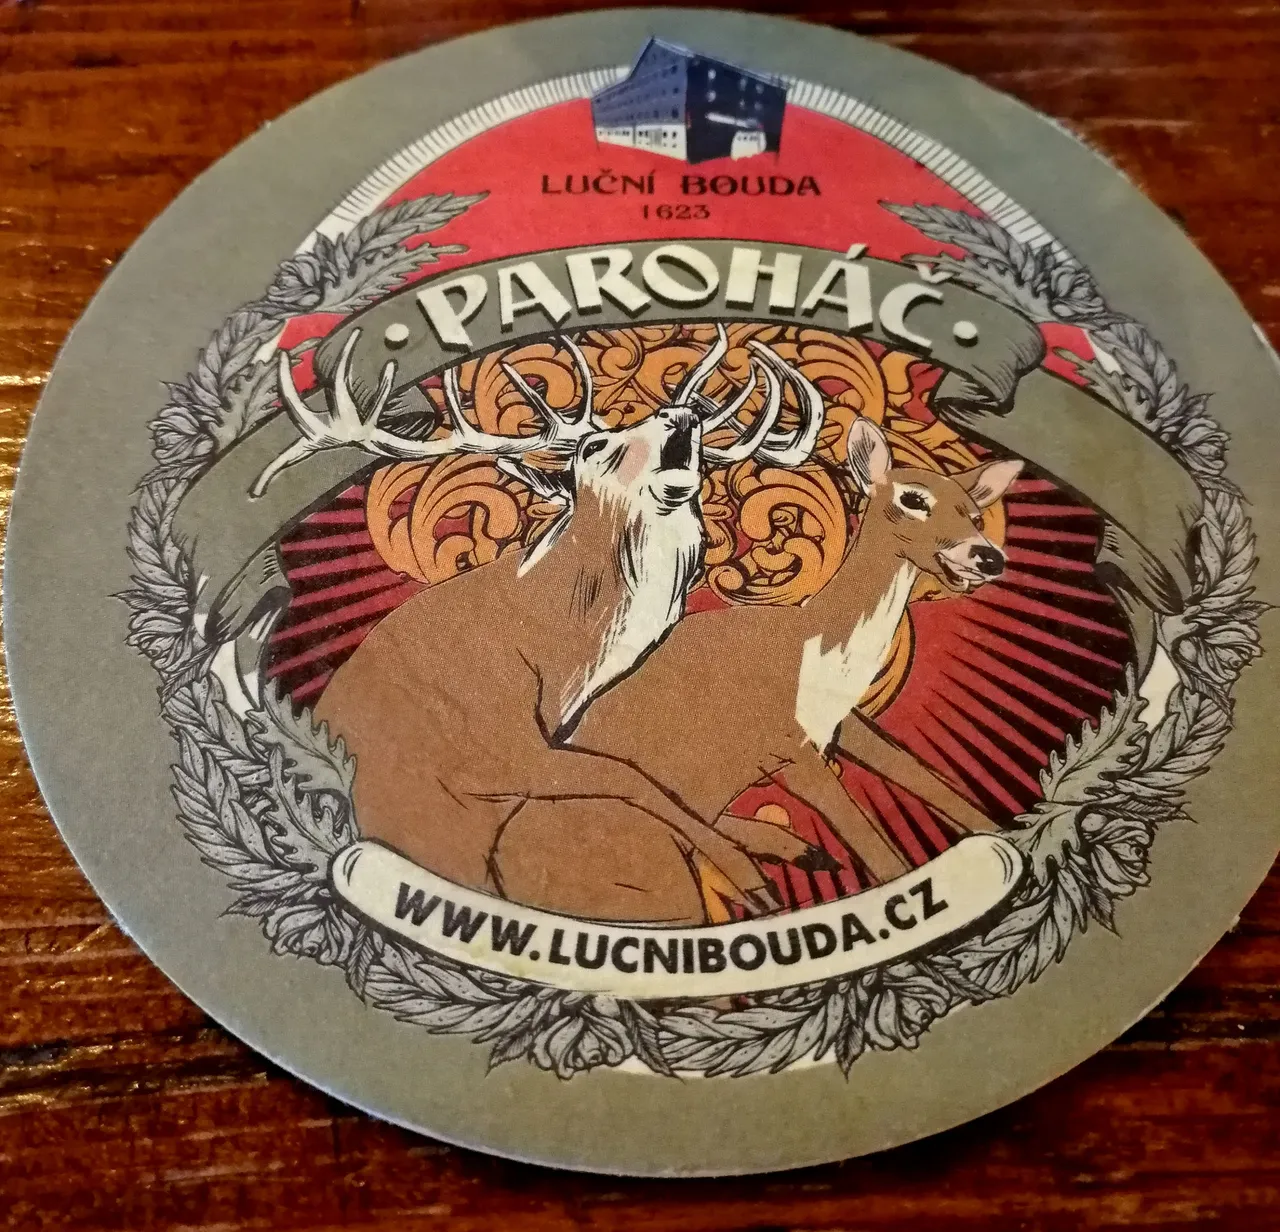 LUČNÍ BOUDA
1623
• PAROHÁČ •
WWW.LUCNIBOUDA.CZ